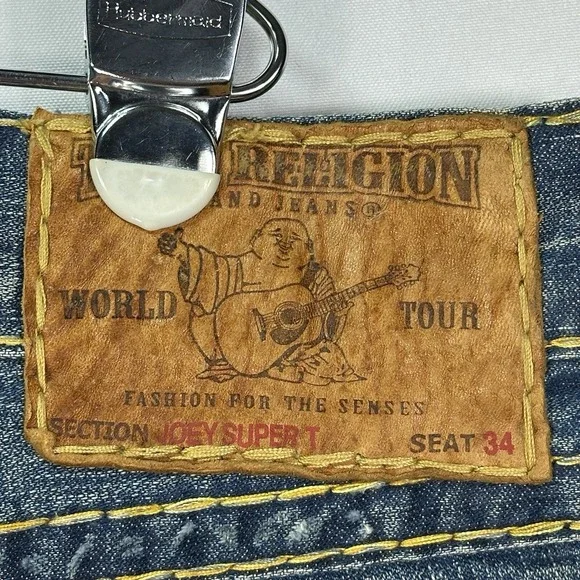 Rubbermaid
RELIGION
AND JEANS®
WORLD TOUR
FASHION FOR THE SENSES
SECTION JOEY SUPER T SEAT 34